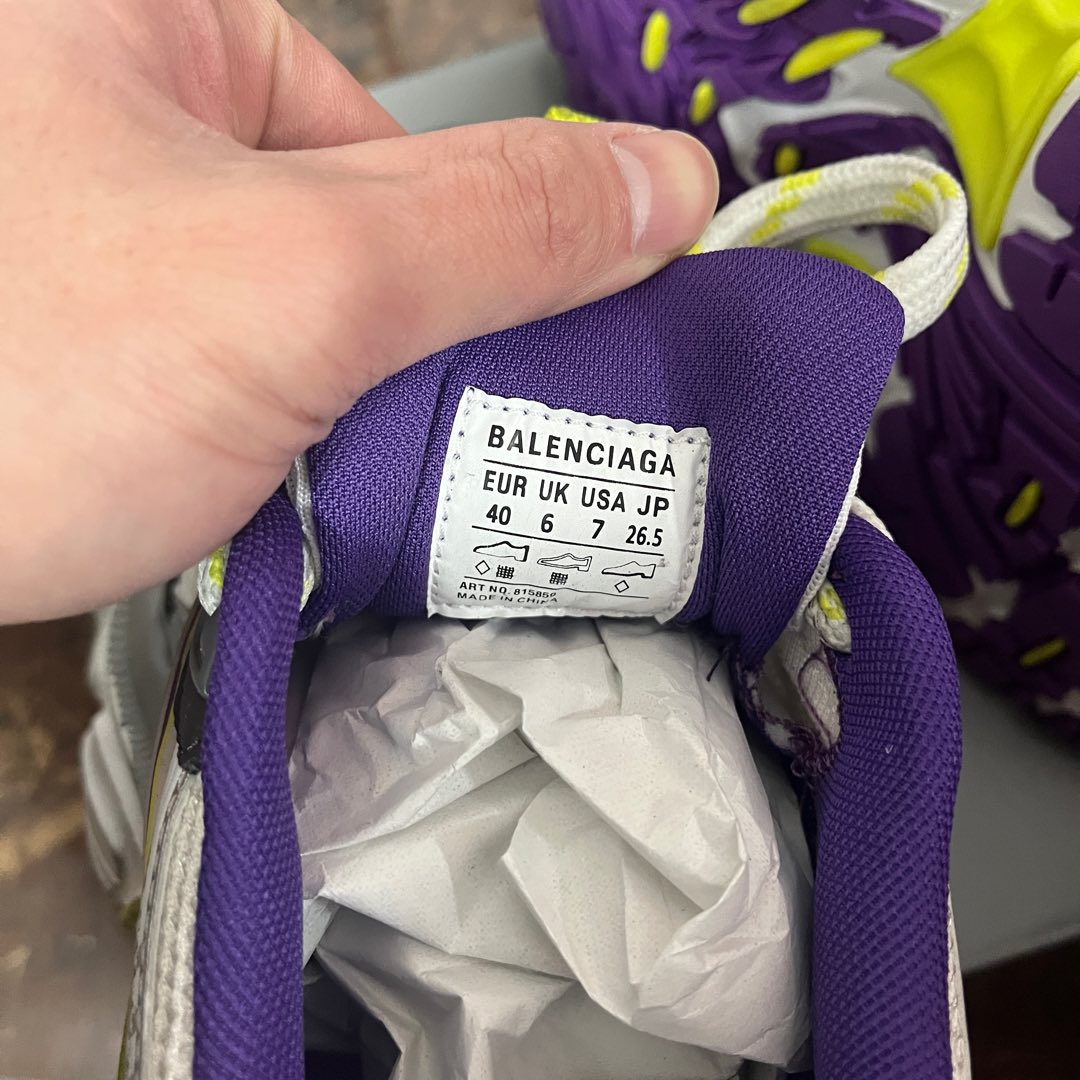 BALENCIAGA
EUR UK USA JP
40 6 7 26.5
ART NO. 815859
MADE IN CHINA